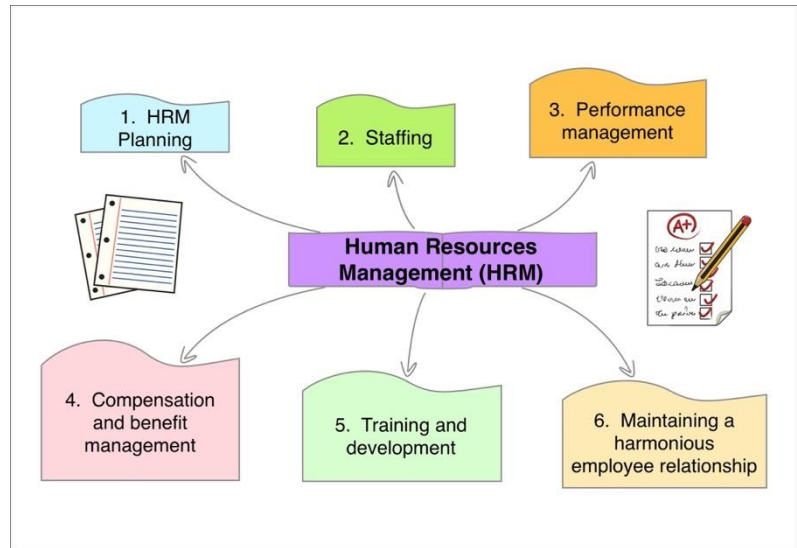 1. HRM
Planning
2. Staffing
3. Performance
management
Human Resources
Management (HRM)
A+
4. Compensation
and benefit
management
5. Training and
development
6. Maintaining a
harmonious
employee relationship